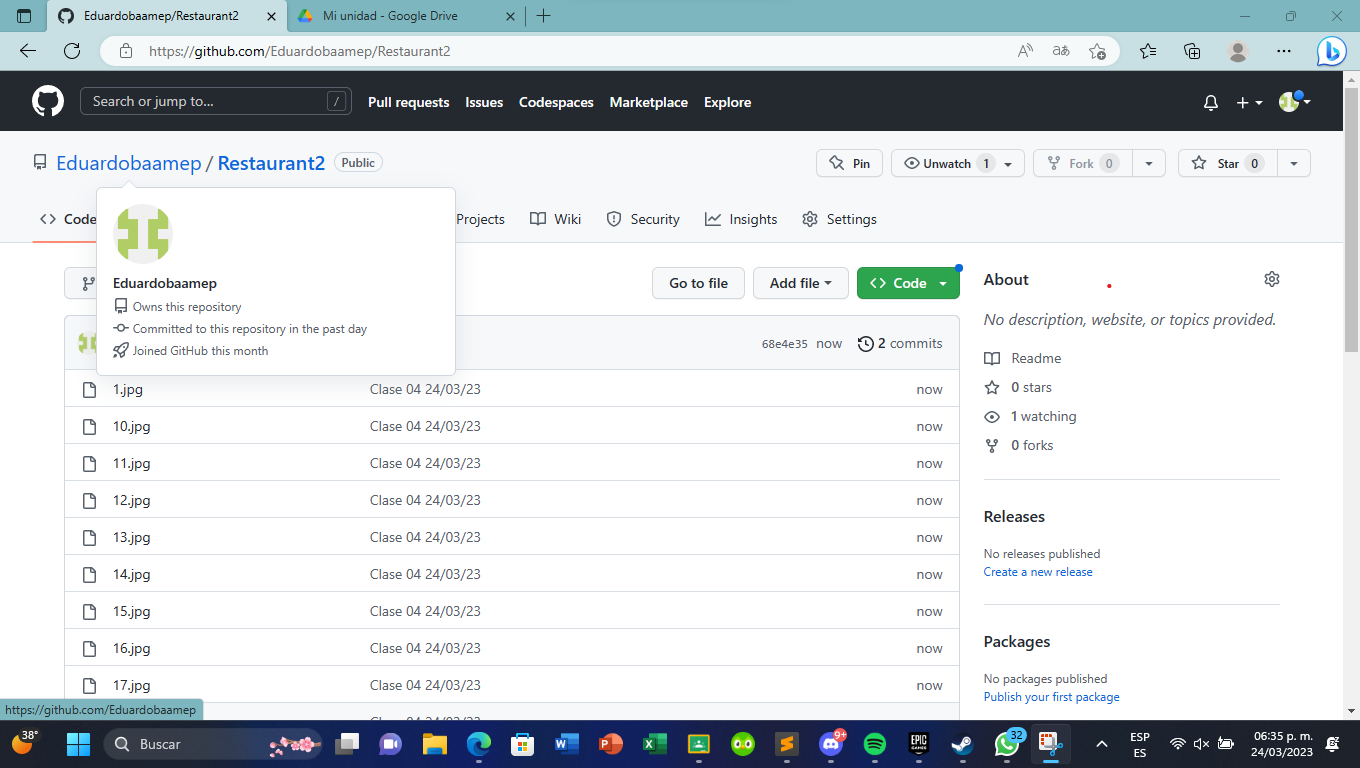 Eduardobaamep/Restaurant2
Mi unidad - Google Drive
https://github.com/Eduardobaamep/Restaurant2
Search or jump to...
/
Pull requests
Issues
Codespaces
Marketplace
Explore
Eduardobaamep / Restaurant2
Public
Pin
Unwatch 1
Fork 0
Star 0
Code
Projects
Wiki
Security
Insights
Settings
Eduardobaamep
Owns this repository
Committed to this repository in the past day
Joined GitHub this month
Go to file
Add file
Code
68e4e35 now 2 commits
1.jpg Clase 04 24/03/23 now
10.jpg Clase 04 24/03/23 now
11.jpg Clase 04 24/03/23 now
12.jpg Clase 04 24/03/23 now
13.jpg Clase 04 24/03/23 now
14.jpg Clase 04 24/03/23 now
15.jpg Clase 04 24/03/23 now
16.jpg Clase 04 24/03/23 now
17.jpg Clase 04 24/03/23 now
About
No description, website, or topics provided.
Readme
0 stars
1 watching
0 forks
Releases
No releases published
Create a new release
Packages
No packages published
Publish your first package
https://github.com/Eduardobaamep
38°
Buscar
9+
EPIC GAMES
32
ESP
ES
06:35 p. m.
24/03/2023